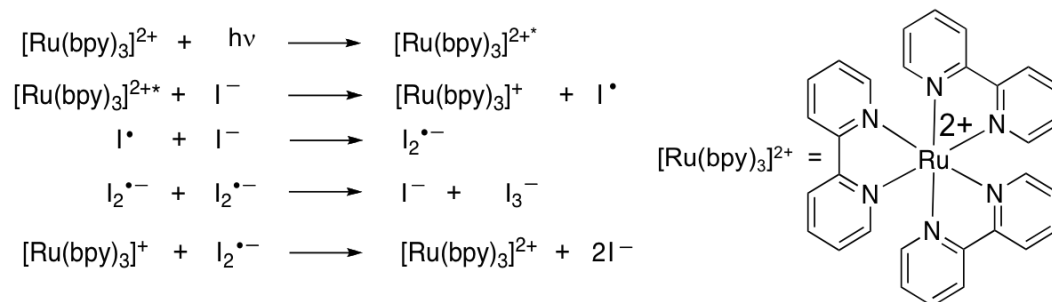 [Ru(bpy)₃]²⁺ + hν ⟶ [Ru(bpy)₃]²⁺*
[Ru(bpy)₃]²⁺* + I⁻ ⟶ [Ru(bpy)₃]⁺ + I•
I• + I⁻ ⟶ I₂•⁻
I₂•⁻ + I₂•⁻ ⟶ I⁻ + I₃⁻
[Ru(bpy)₃]⁺ + I₂•⁻ ⟶ [Ru(bpy)₃]²⁺ + 2I⁻
[Ru(bpy)₃]²⁺ =
N N
N 2+
Ru
N N
N